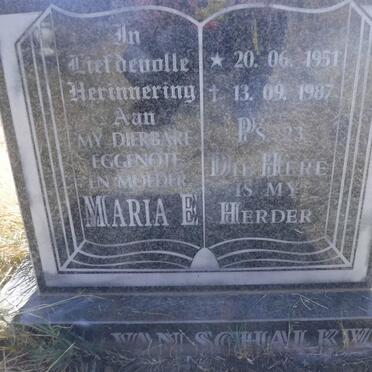 In
Liefdevolle
Herinnering
Aan
MY DIERBARE
EGGENOTE
EN MOEDER
MARIA E
★ 20. 06. 1951
† 13. 09. 1987
PS 23
DIE HERE
IS MY
HERDER
VAN SCHALKW